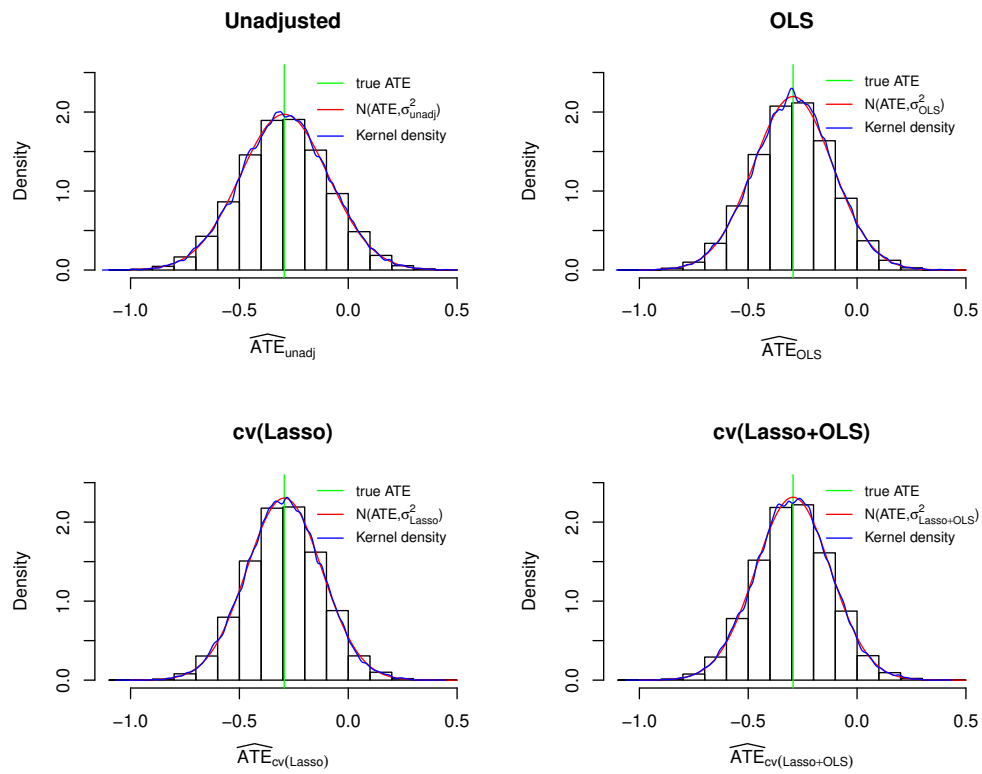 Unadjusted
true ATE
N(ATE,σ²unadj)
Kernel density
Density
0.0 1.0 2.0
−1.0 −0.5 0.0 0.5
ATÊunadj
OLS
true ATE
N(ATE,σ²OLS)
Kernel density
Density
0.0 1.0 2.0
−1.0 −0.5 0.0 0.5
ATÊOLS
cv(Lasso)
true ATE
N(ATE,σ²Lasso)
Kernel density
Density
0.0 1.0 2.0
−1.0 −0.5 0.0 0.5
ATÊcv(Lasso)
cv(Lasso+OLS)
true ATE
N(ATE,σ²Lasso+OLS)
Kernel density
Density
0.0 1.0 2.0
−1.0 −0.5 0.0 0.5
ATÊcv(Lasso+OLS)